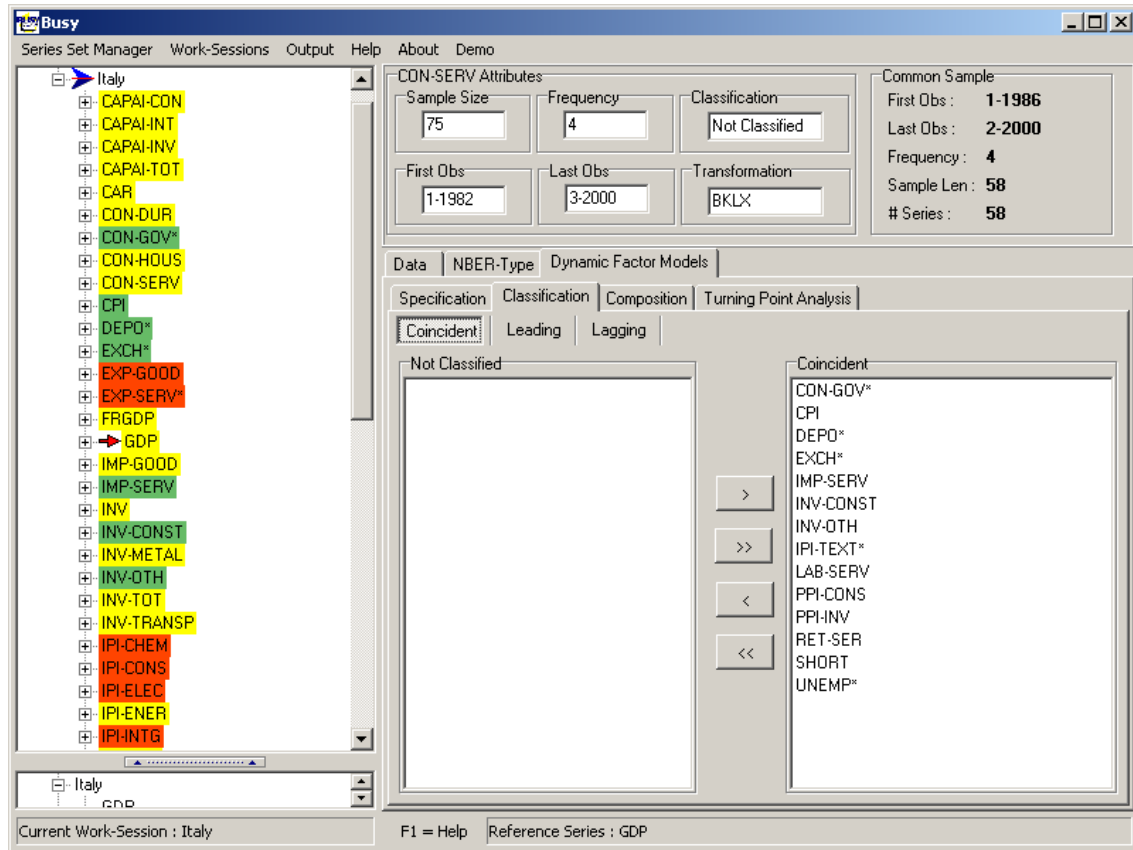 Busy
Series Set Manager Work-Sessions Output Help About Demo
Italy
CAPAI-CON
CAPAI-INT
CAPAI-INV
CAPAI-TOT
CAR
CON-DUR
CON-GOV*
CON-HOUS
CON-SERV
CPI
DEPO*
EXCH*
EXP-GOOD
EXP-SERV*
FRGDP
GDP
IMP-GOOD
IMP-SERV
INV
INV-CONST
INV-METAL
INV-OTH
INV-TOT
INV-TRANSP
IPI-CHEM
IPI-CONS
IPI-ELEC
IPI-ENER
IPI-INTG
Italy
GDP
CON-SERV Attributes
Sample Size Frequency Classification
75 4 Not Classified
First Obs Last Obs Transformation
1-1982 3-2000 BKLX
Common Sample
First Obs : 1-1986
Last Obs : 2-2000
Frequency : 4
Sample Len : 58
# Series : 58
Data NBER-Type Dynamic Factor Models
Specification Classification Composition Turning Point Analysis
Coincident Leading Lagging
Not Classified
>
>>
<
<<
Coincident
CON-GOV*
CPI
DEPO*
EXCH*
IMP-SERV
INV-CONST
INV-OTH
IPI-TEXT*
LAB-SERV
PPI-CONS
PPI-INV
RET-SER
SHORT
UNEMP*
Current Work-Session : Italy F1 = Help Reference Series : GDP